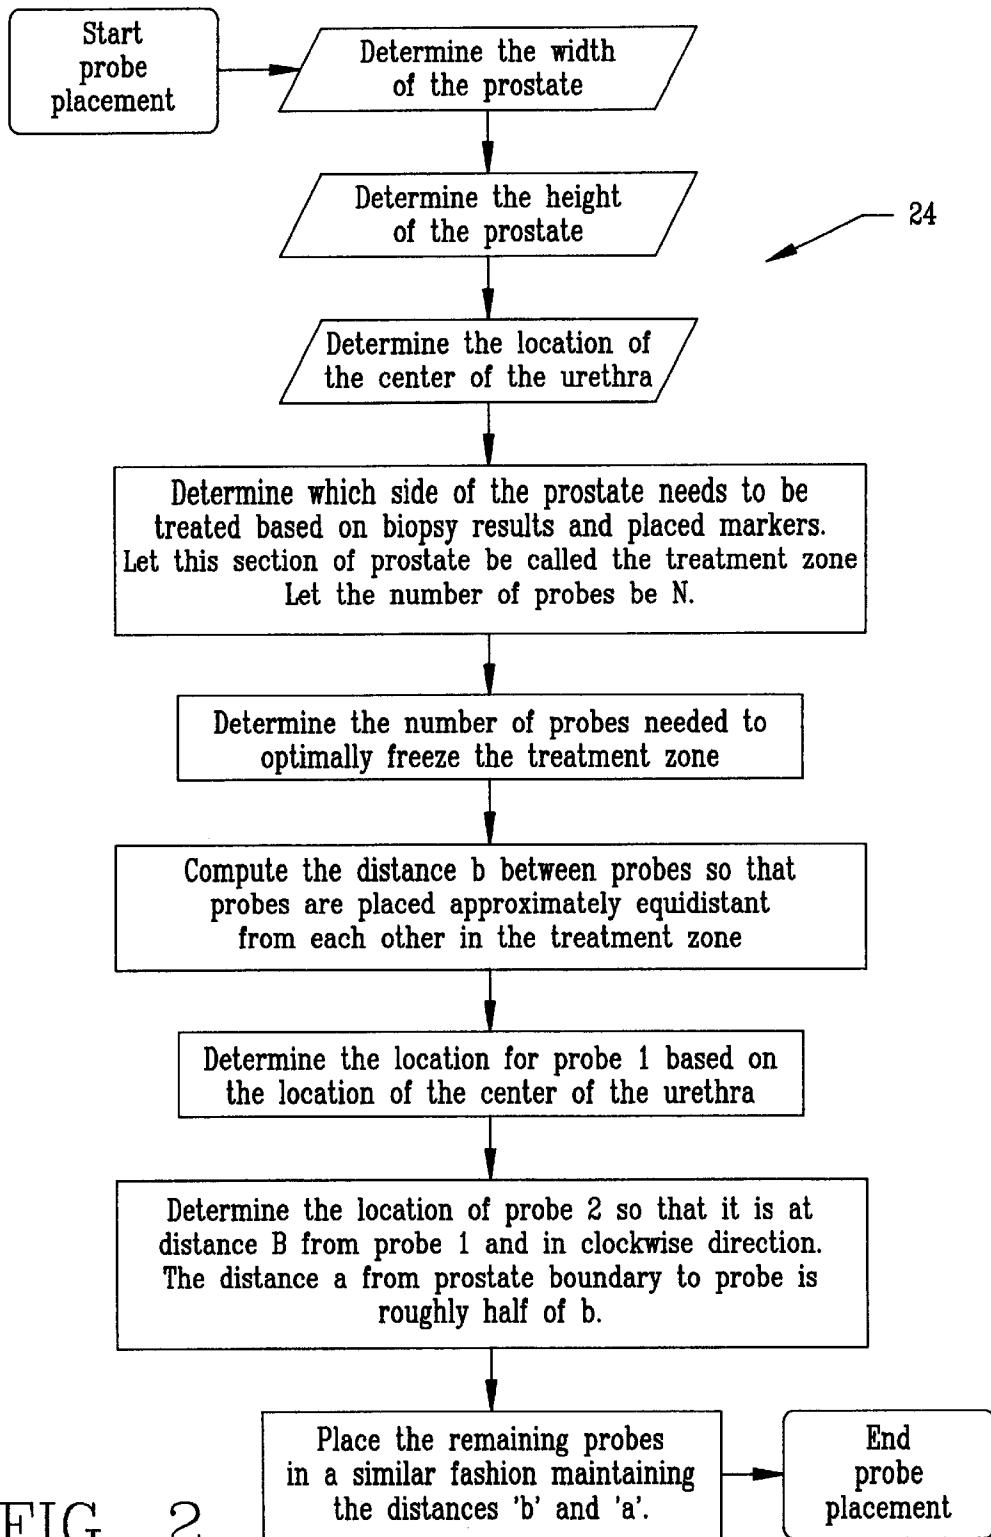 Start
probe
placement
Determine the width
of the prostate
Determine the height
of the prostate
24
Determine the location of
the center of the urethra
Determine which side of the prostate needs to be
treated based on biopsy results and placed markers.
Let this section of prostate be called the treatment zone
Let the number of probes be N.
Determine the number of probes needed to
optimally freeze the treatment zone
Compute the distance b between probes so that
probes are placed approximately equidistant
from each other in the treatment zone
Determine the location for probe 1 based on
the location of the center of the urethra
Determine the location of probe 2 so that it is at
distance B from probe 1 and in clockwise direction.
The distance a from prostate boundary to probe is
roughly half of b.
Place the remaining probes
in a similar fashion maintaining
the distances 'b' and 'a'.
End
probe
placement
FIG. 2